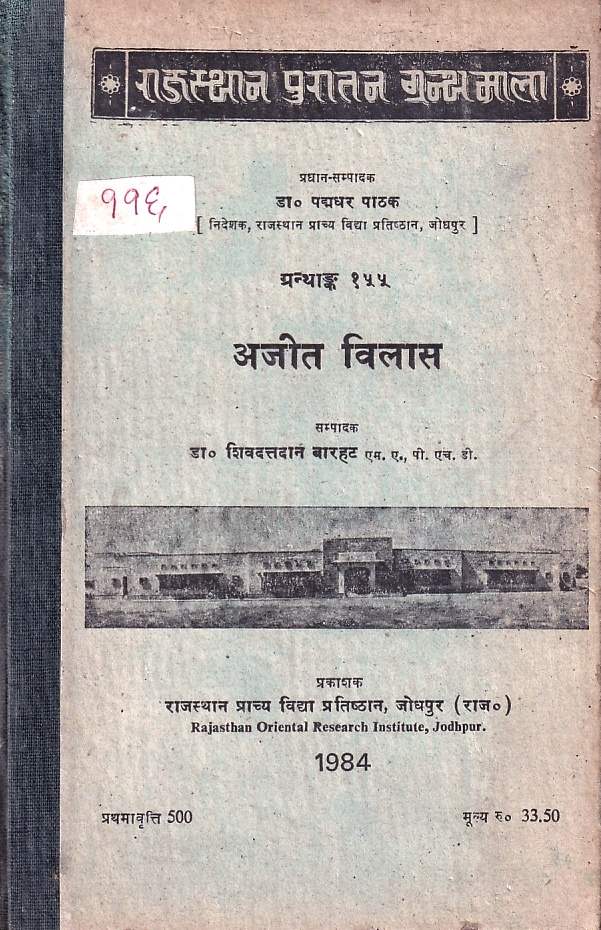 राजस्थान पुरातन ग्रन्थमाला
प्रधान-सम्पादक
डा० पद्मधर पाठक
११६
[ निदेशक, राजस्थान प्राच्य विद्या प्रतिष्ठान, जोधपुर ]
ग्रन्थाङ्क १५५
अजीत विलास
सम्पादक
डा० शिवदत्तदान बारहट एम. ए., पी. एच. डी.
प्रकाशक
राजस्थान प्राच्य विद्या प्रतिष्ठान, जोधपुर (राज०)
Rajasthan Oriental Research Institute, Jodhpur.
1984
प्रथमावृत्ति 500
मूल्य रु० 33.50